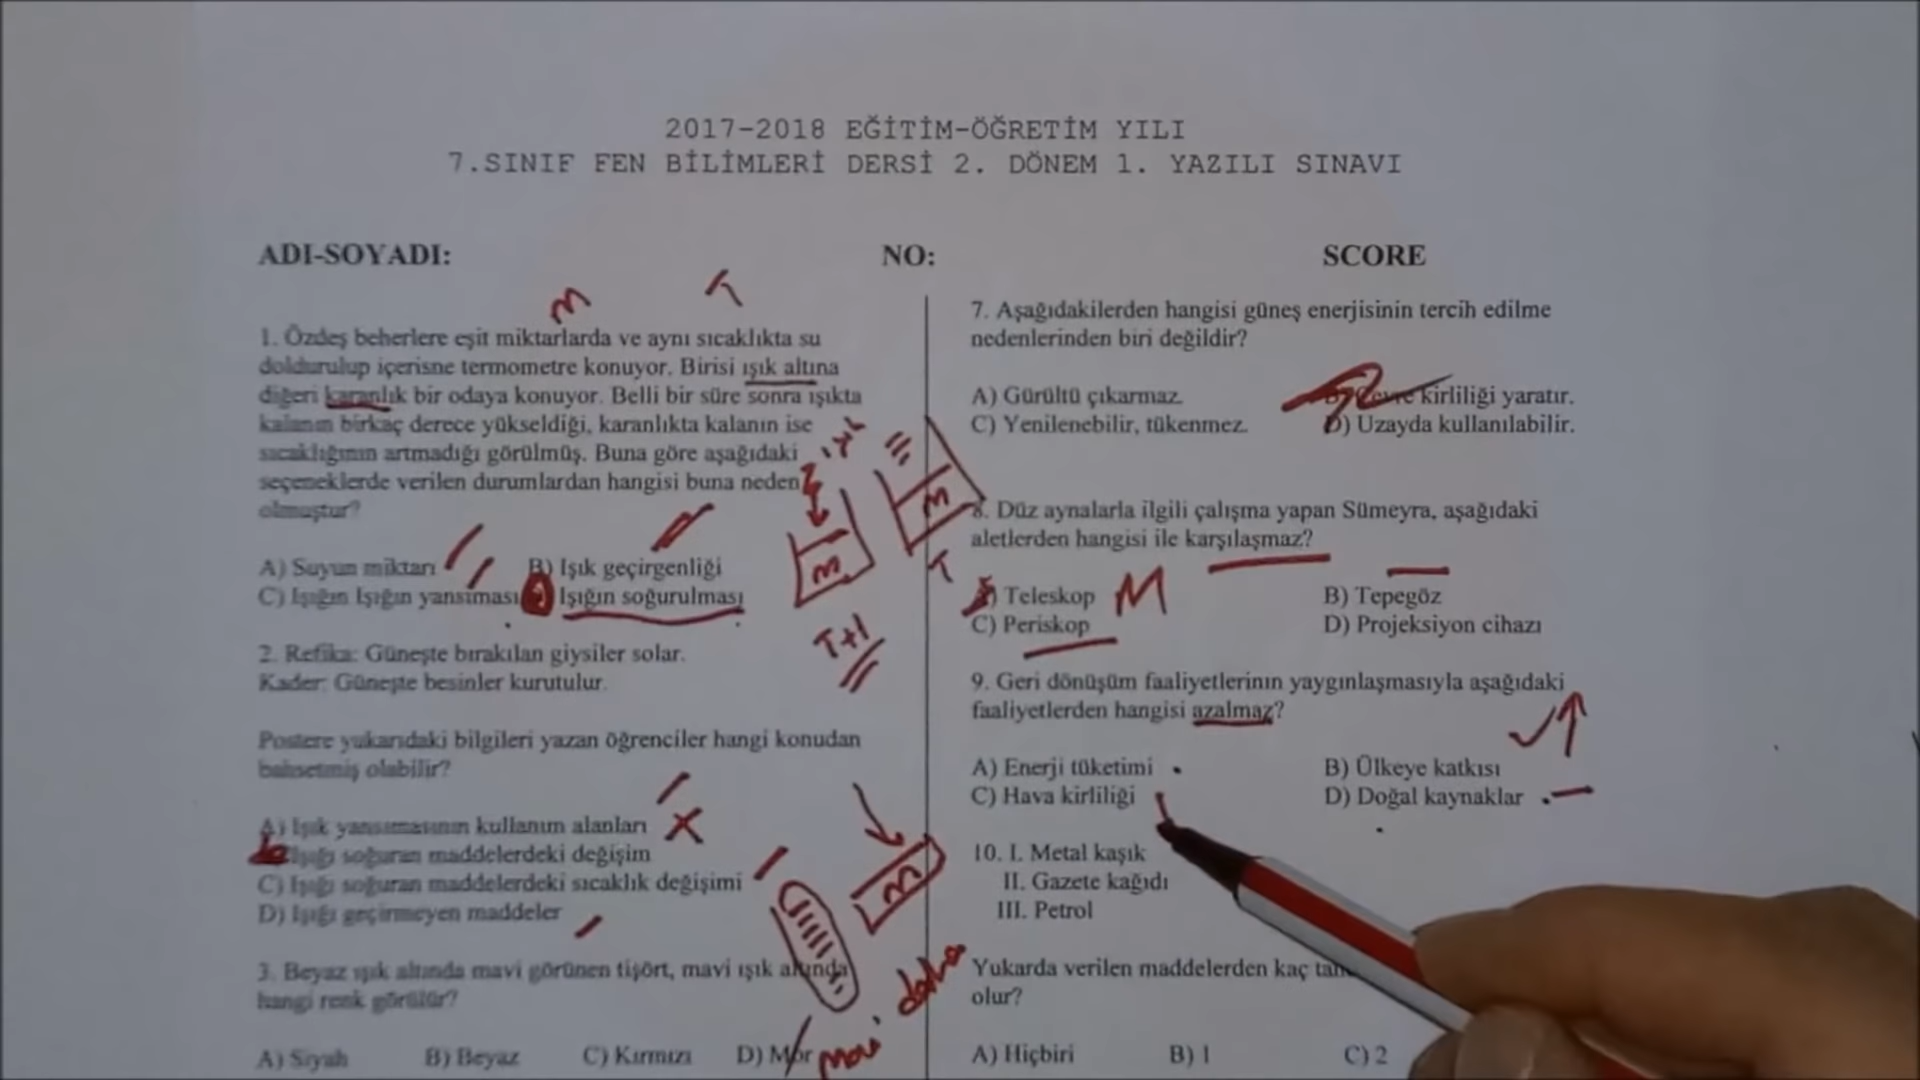 2017-2018 EĞİTİM-ÖĞRETİM YILI
7.SINIF FEN BİLİMLERİ DERSİ 2. DÖNEM 1. YAZILI SINAVI
ADI-SOYADI:
NO:
SCORE
M
T
1. Özdeş beherlere eşit miktarlarda ve aynı sıcaklıkta su
doldurulup içerisne termometre konuyor. Birisi ışık altına
diğeri karanlık bir odaya konuyor. Belli bir süre sonra ışıkta
kalanın birkaç derece yükseldiği, karanlıkta kalanın ise
sıcaklığının artmadığı görülmüş. Buna göre aşağıdaki
seçeneklerde verilen durumlardan hangisi buna neden
olmuştur?
A) Suyun miktarı
B) Işık geçirgenliği
C) Işığın Işığın yansıması
Işığın soğurulması
ışık
M
M
T
T+1
2. Refika: Güneşte bırakılan giysiler solar.
Kader: Güneşte besinler kurutulur.
Postere yukarıdaki bilgileri yazan öğrenciler hangi konudan
bahsetmiş olabilir?
A) Işık yansımasının kullanım alanları
Işığı soğuran maddelerdeki değişim
C) Işığı soğuran maddelerdeki sıcaklık değişimi
D) Işığı geçirmeyen maddeler
M
3. Beyaz ışık altında mavi görünen tişört, mavi ışık altında
hangi renk görülür?
A) Siyah
B) Beyaz
C) Kırmızı
D) Mor
mavi daha
7. Aşağıdakilerden hangisi güneş enerjisinin tercih edilme
nedenlerinden biri değildir?
A) Gürültü çıkarmaz.
B) Çevre kirliliği yaratır.
C) Yenilenebilir, tükenmez.
D) Uzayda kullanılabilir.
8. Düz aynalarla ilgili çalışma yapan Sümeyra, aşağıdaki
aletlerden hangisi ile karşılaşmaz?
A) Teleskop
M
B) Tepegöz
C) Periskop
D) Projeksiyon cihazı
9. Geri dönüşüm faaliyetlerinin yaygınlaşmasıyla aşağıdaki
faaliyetlerden hangisi azalmaz?
A) Enerji tüketimi
B) Ülkeye katkısı
C) Hava kirliliği
D) Doğal kaynaklar
10. I. Metal kaşık
II. Gazete kağıdı
III. Petrol
Yukarda verilen maddelerden kaç
olur?
A) Hiçbiri
B) 1
C) 2